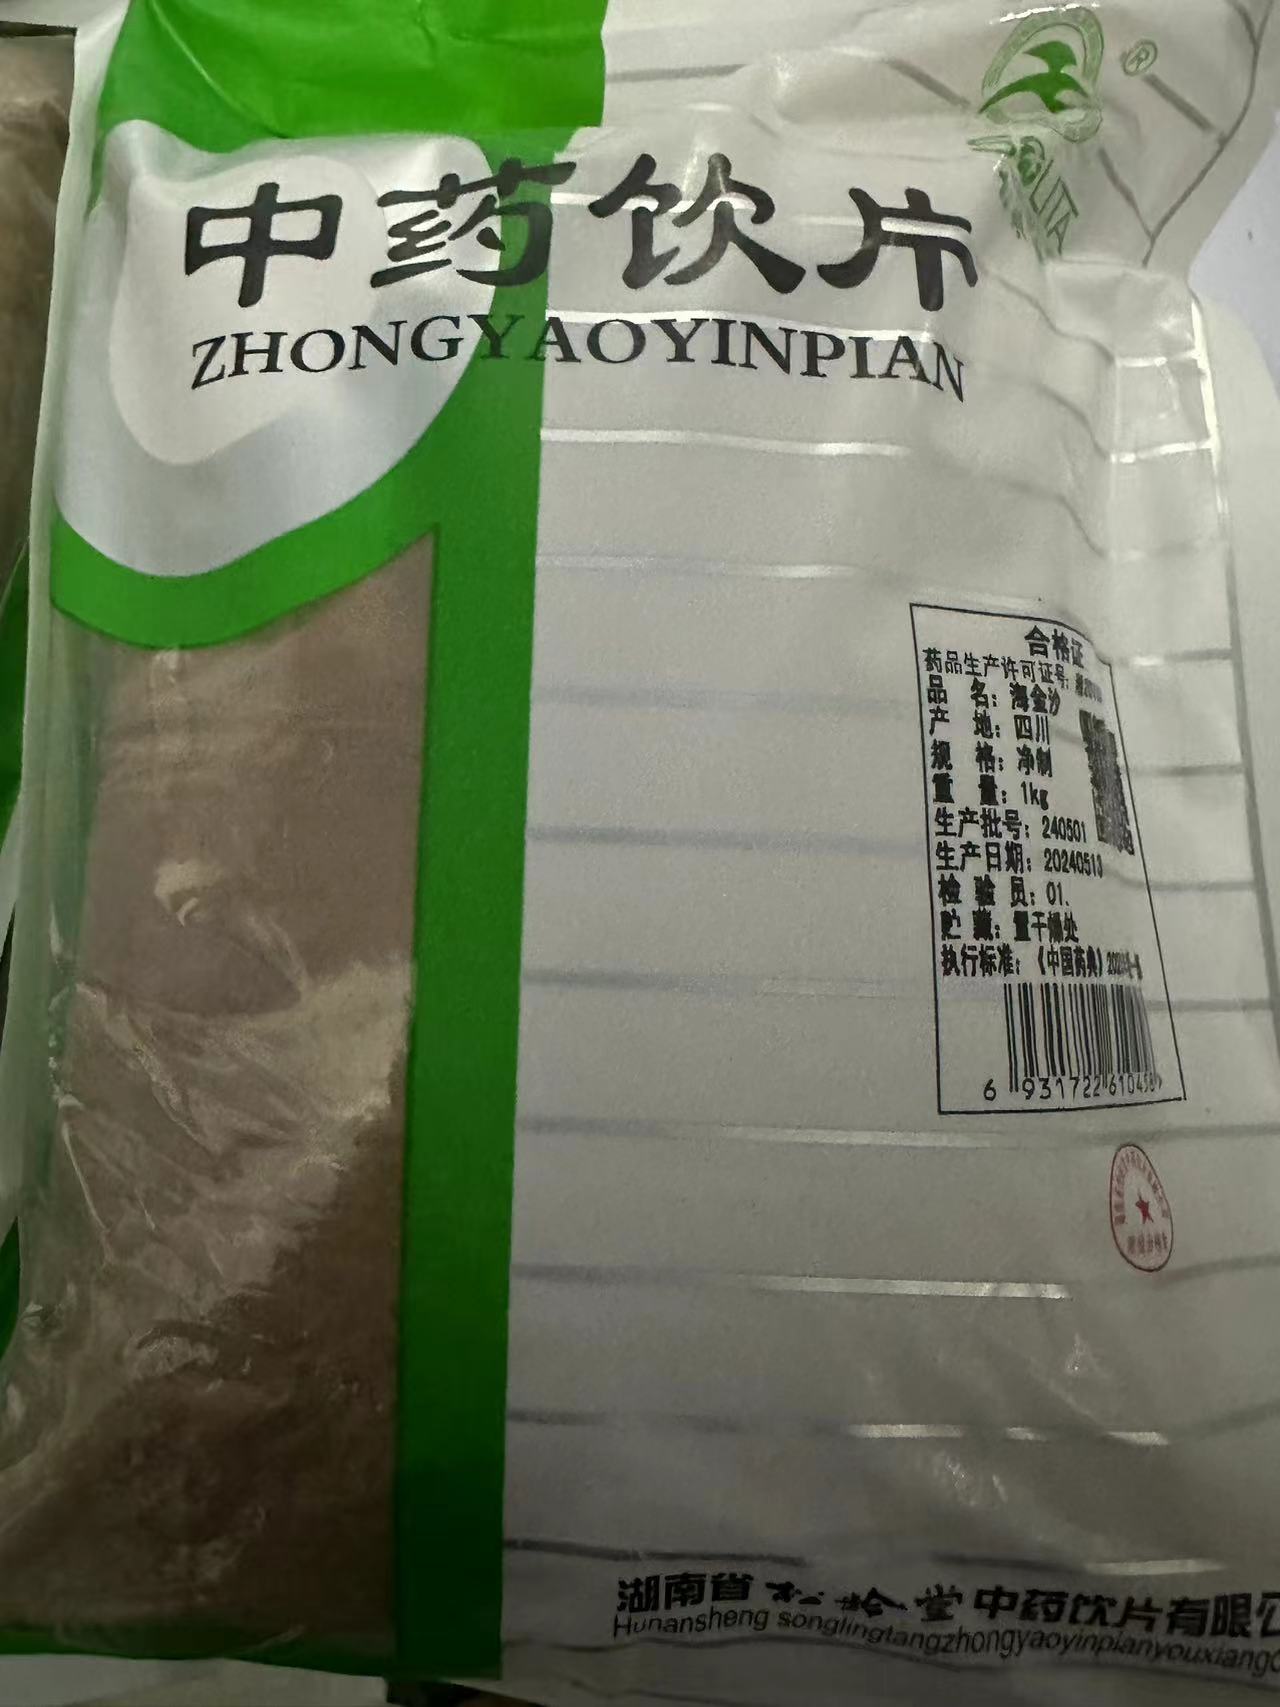 ®
中药饮片
ZHONGYAOYINPIAN
合格证
药品生产许可证号:
品 名: 海金沙
产 地: 四川
规 格: 净制
重 量: 1kg
生产批号: 240501
生产日期: 20240513
检 验 员: 01.
贮 藏: 置干燥处
执行标准: 《中国药典》
6 931722 610458
湖南省松龄堂中药饮片有限公
Hunansheng songlingtangzhongyaoyinpianyouxiango